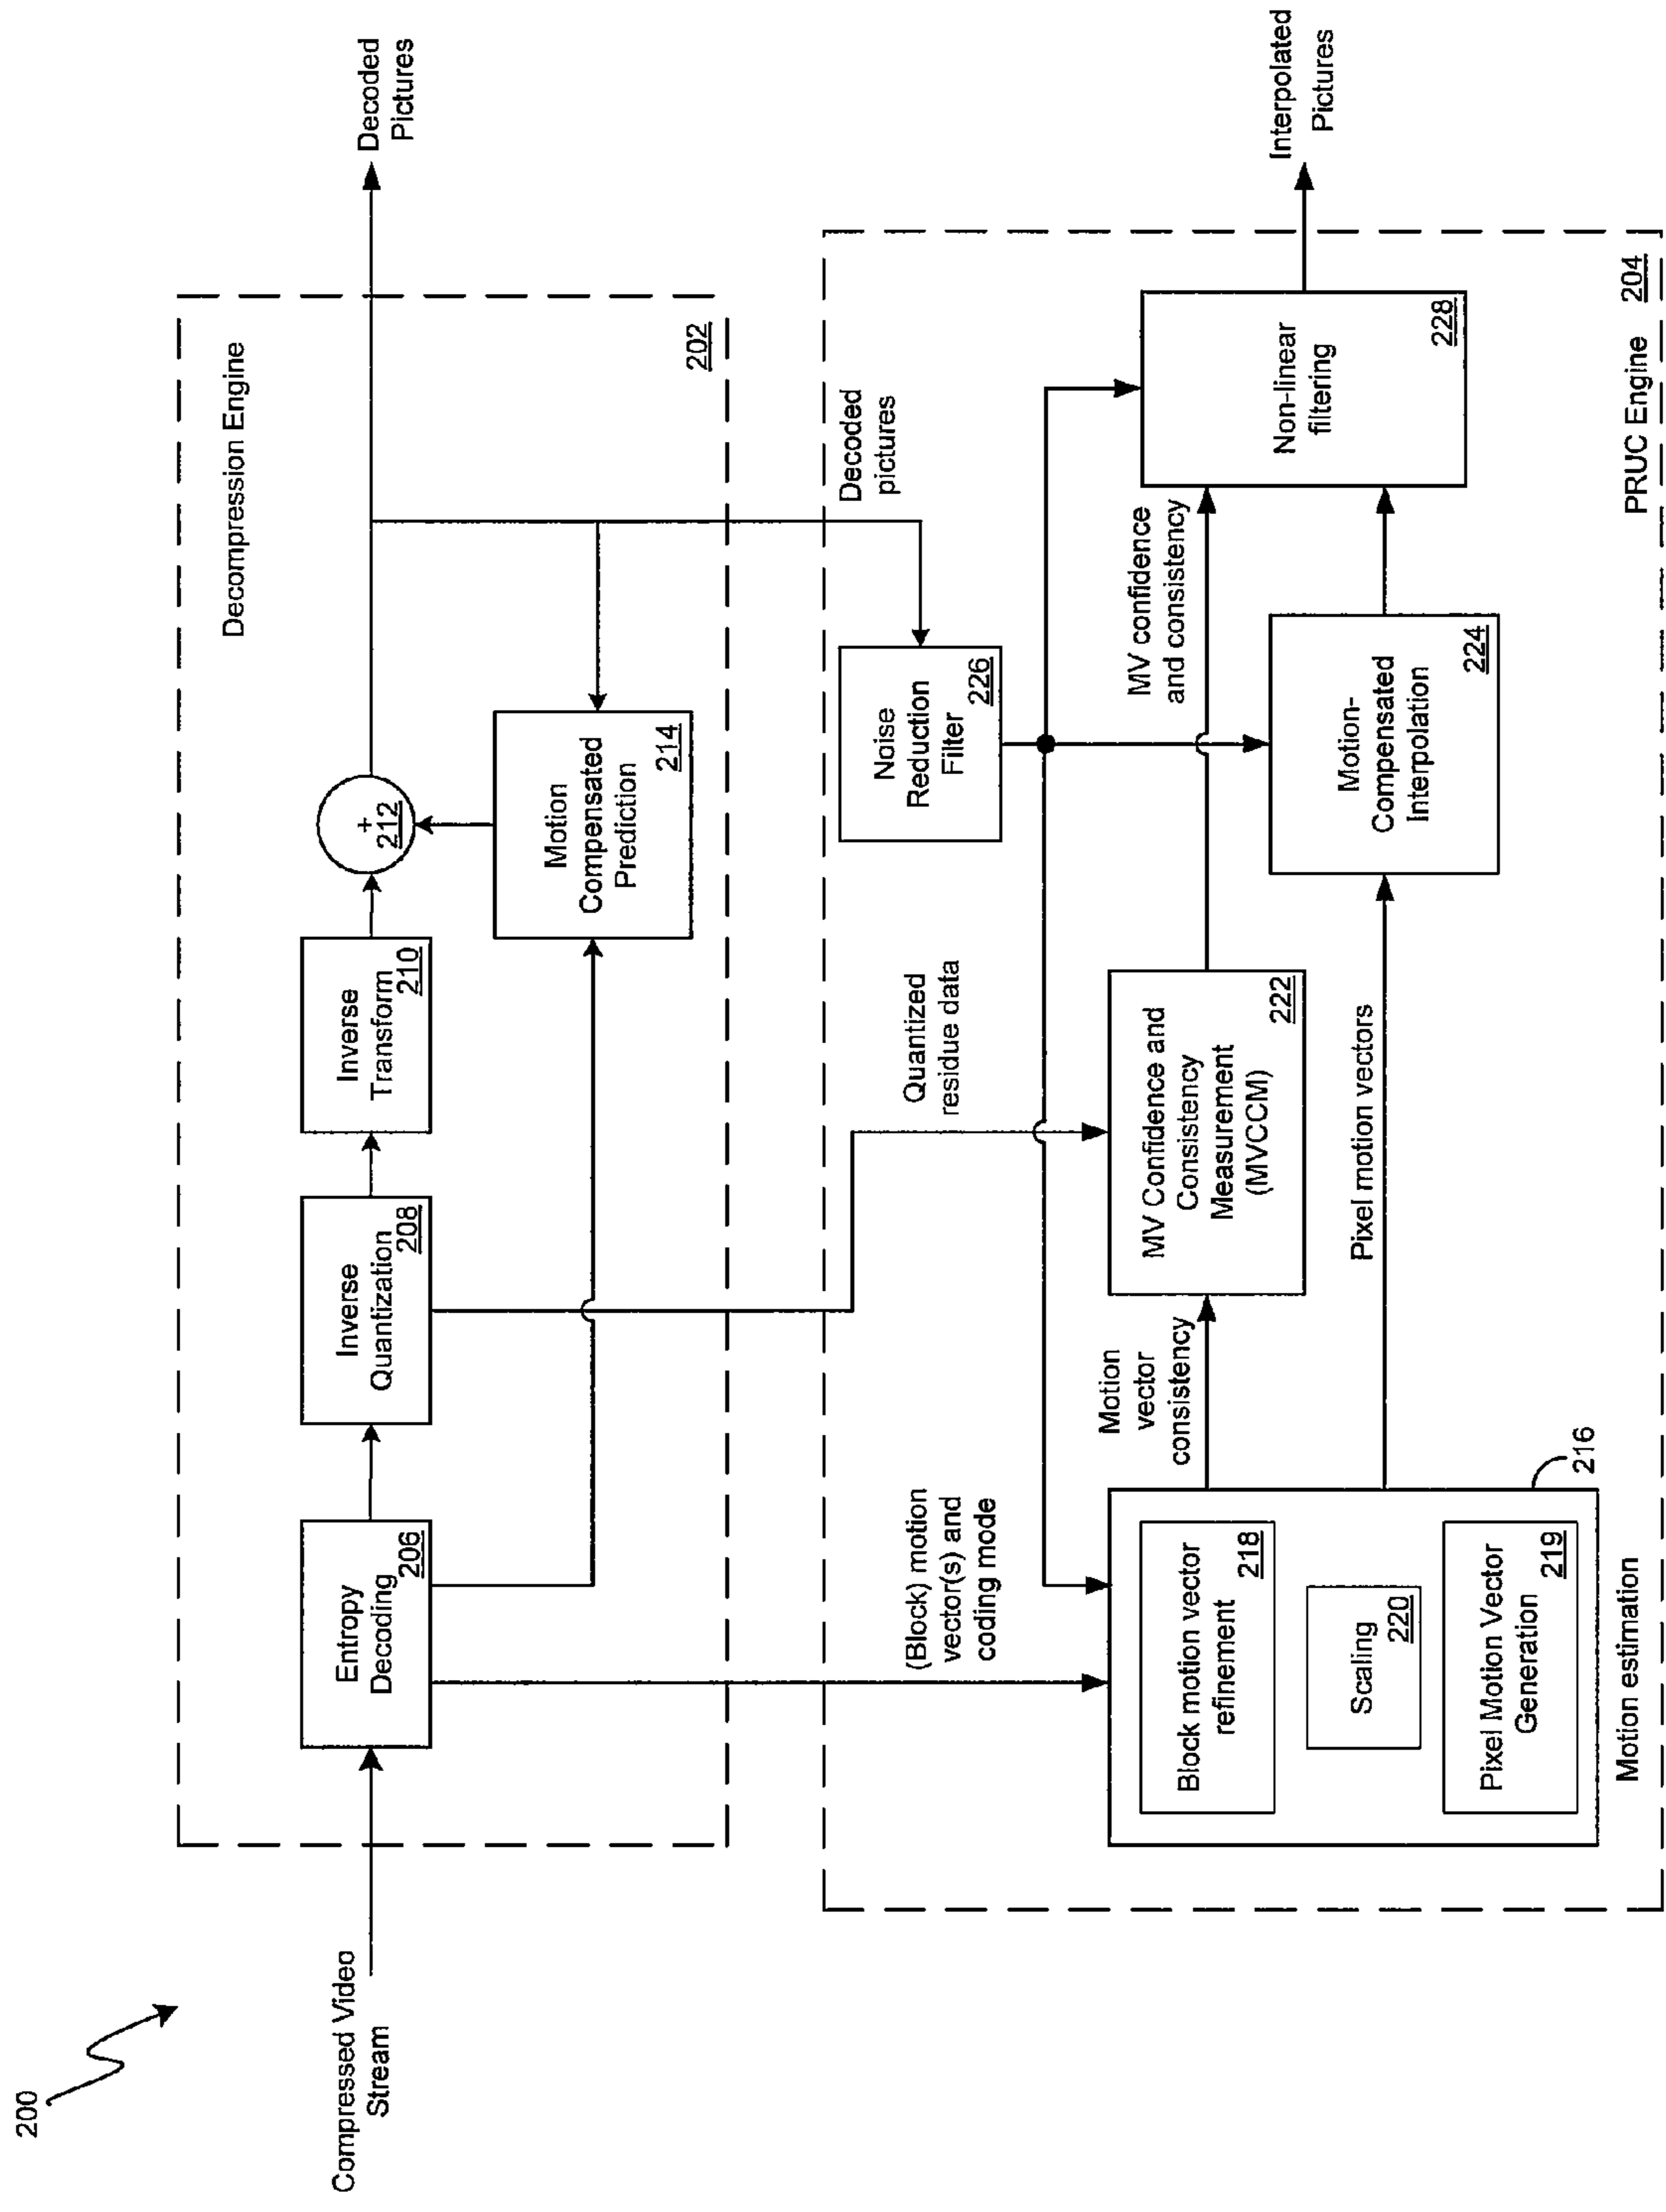 200
Compressed Video
Stream
Decompression Engine
202
Entropy
Decoding
206
Inverse
Quantization
208
Inverse
Transform
210
+
212
Motion
Compensated
Prediction
214
Decoded
Pictures
(Block) motion
vector(s) and
coding mode
Quantized
residue data
Decoded
pictures
Noise
Reduction
Filter
226
Block motion vector
refinement
218
Scaling
220
Pixel Motion Vector
Generation
219
Motion estimation
216
Motion
vector
consistency
MV Confidence and
Consistency
Measurement
(MVCCM)
222
MV confidence
and consistency
Pixel motion vectors
Motion-
Compensated
Interpolation
224
Non-linear
filtering
228
Interpolated
Pictures
PRUC Engine
204